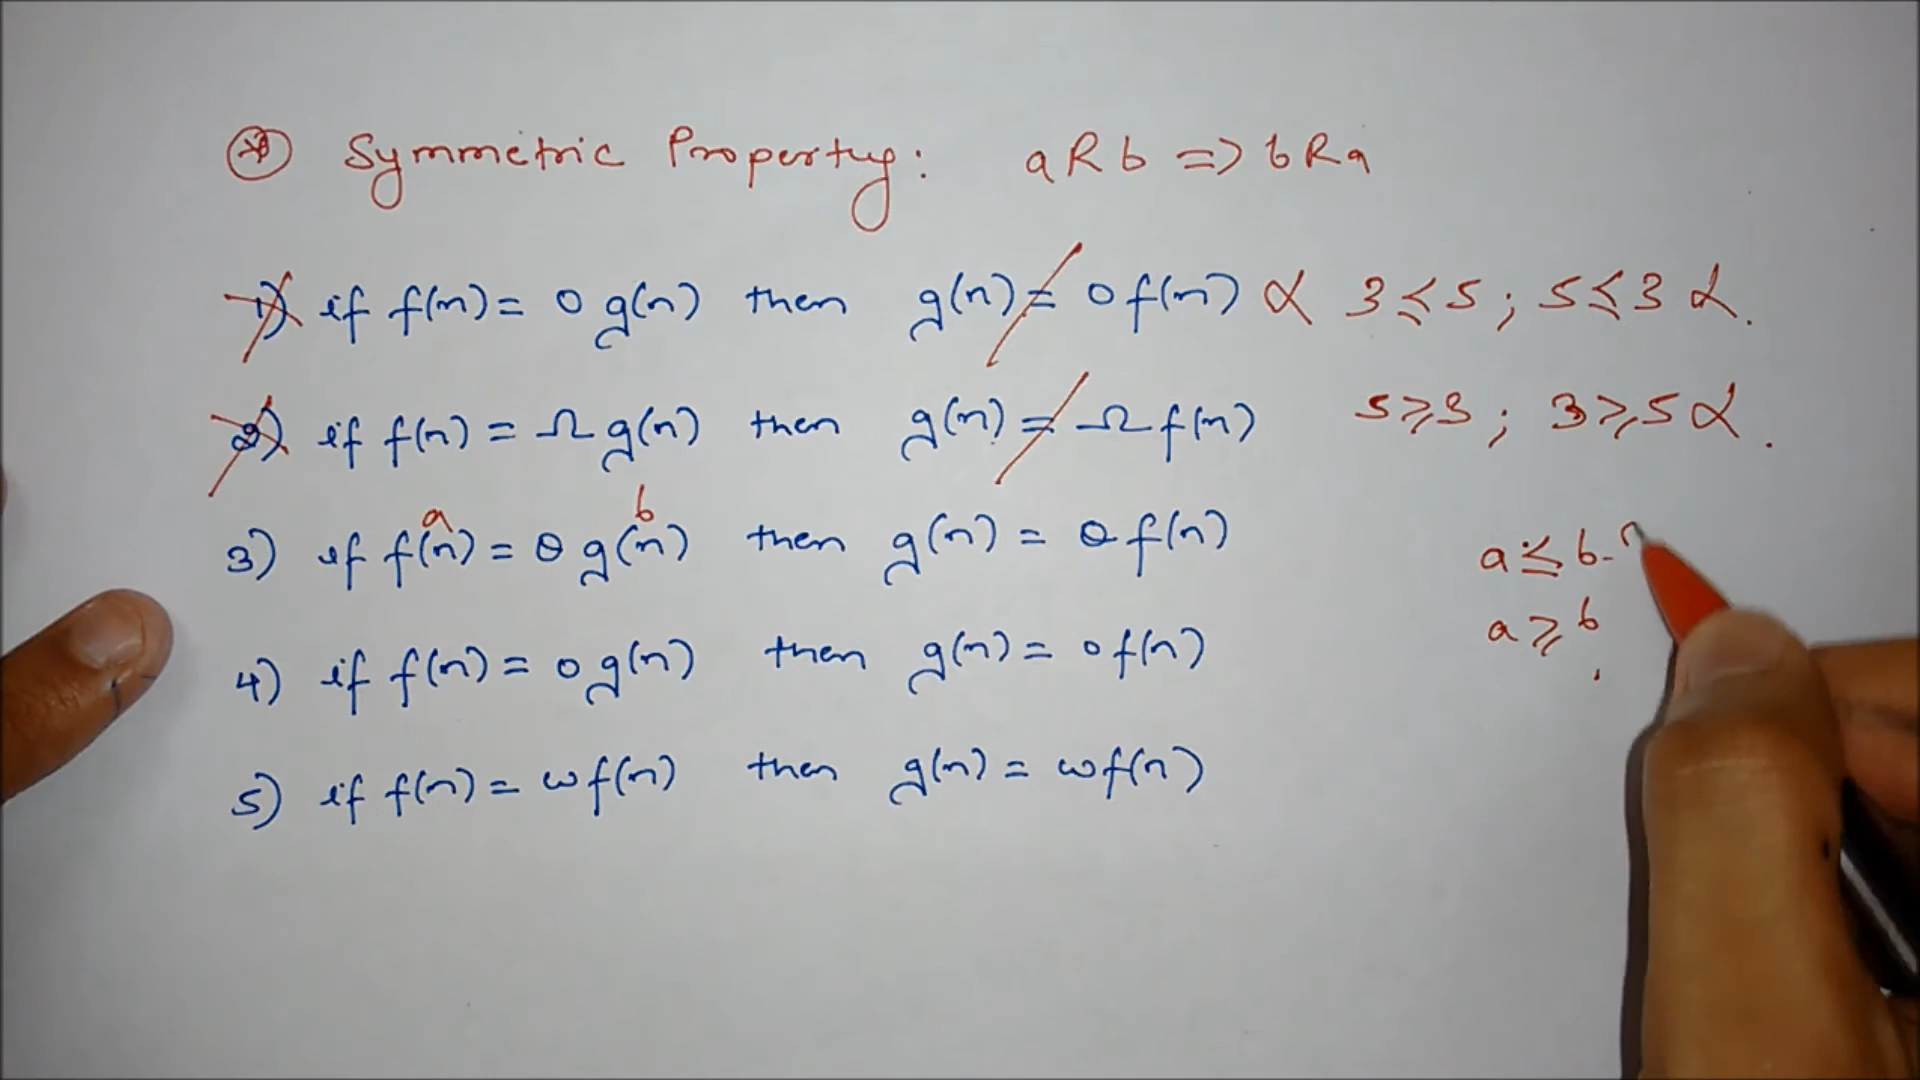 * Symmetric Property: aRb => bRa
1) if f(n) = O g(n) then g(n) = O f(n) α 3 ≤ 5 ; 5 ≤ 3 α.
2) if f(n) = Ω g(n) then g(n) = Ω f(n) 5 ≥ 3 ; 3 ≥ 5 α.
a b
3) if f(n) = θ g(n) then g(n) = θ f(n) a ≤ b.
a ≥ b
4) if f(n) = o g(n) then g(n) = o f(n)
5) if f(n) = ω f(n) then g(n) = ω f(n)